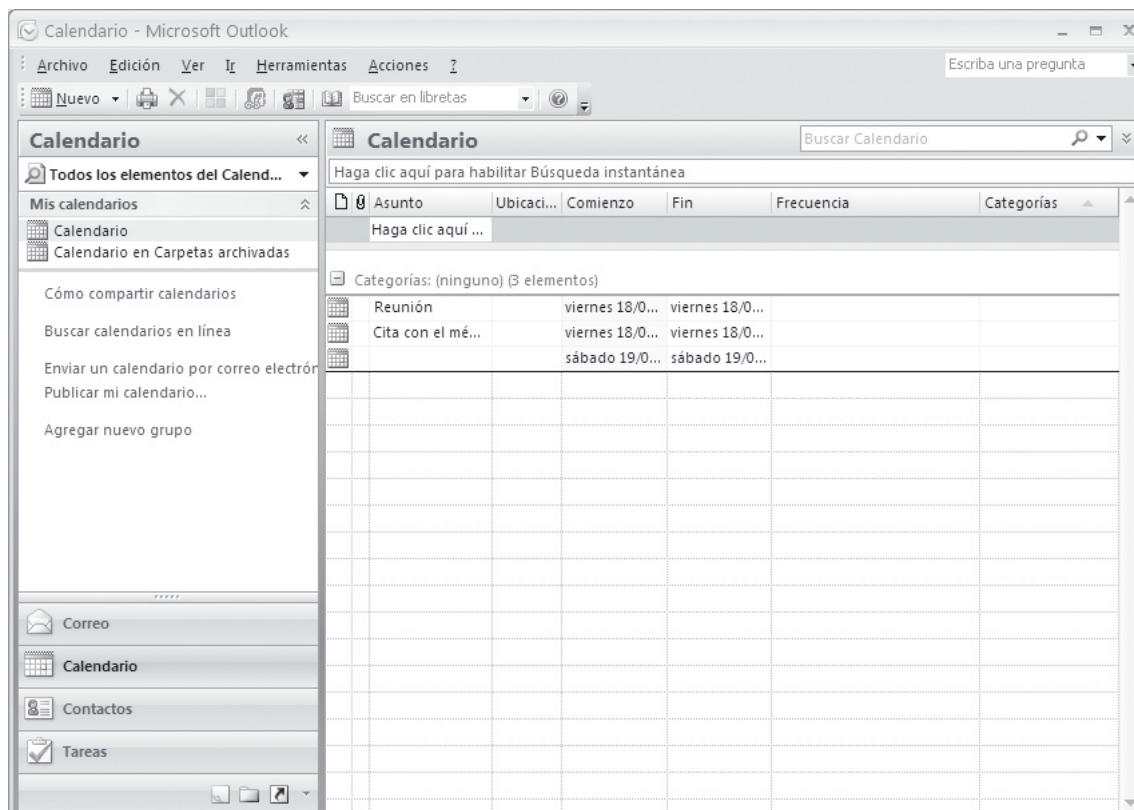 Calendario - Microsoft Outlook
Archivo Edición Ver Ir Herramientas Acciones ?
Escriba una pregunta
Nuevo
Buscar en libretas
Calendario
Todos los elementos del Calend...
Mis calendarios
Calendario
Calendario en Carpetas archivadas
Cómo compartir calendarios
Buscar calendarios en línea
Enviar un calendario por correo electrón
Publicar mi calendario...
Agregar nuevo grupo
Correo
Calendario
Contactos
Tareas
Calendario
Buscar Calendario
Haga clic aquí para habilitar Búsqueda instantánea
Asunto Ubicaci... Comienzo Fin Frecuencia Categorías
Haga clic aquí ...
Categorías: (ninguno) (3 elementos)
Reunión viernes 18/0... viernes 18/0...
Cita con el mé... viernes 18/0... viernes 18/0...
sábado 19/0... sábado 19/0...